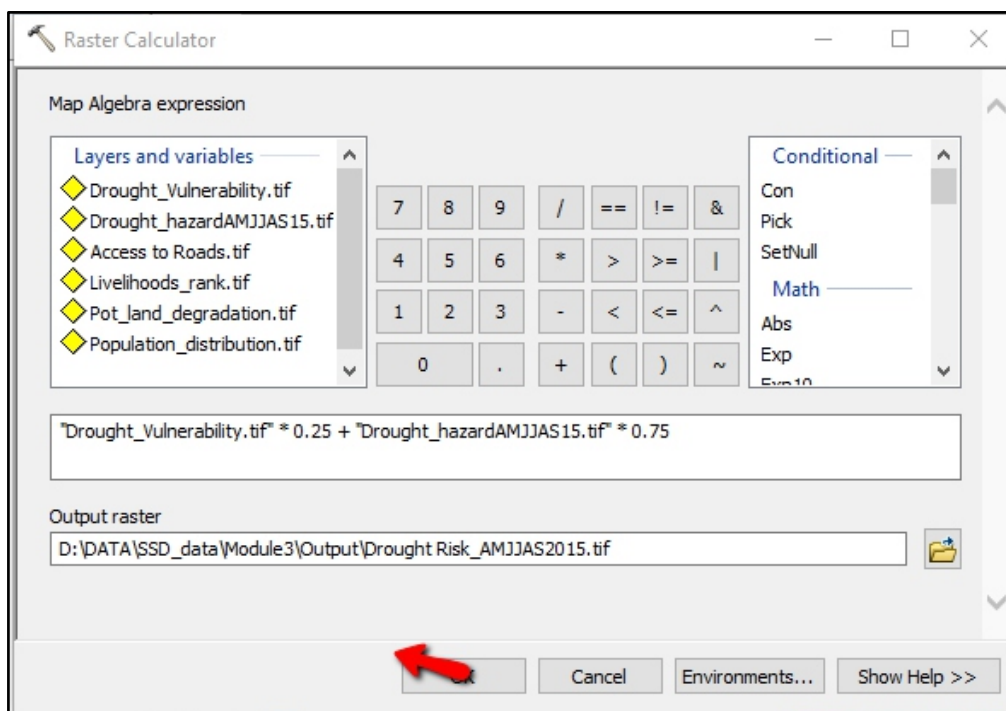 Raster Calculator
Map Algebra expression
Layers and variables
Drought_Vulnerability.tif
Drought_hazardAMJJAS15.tif
Access to Roads.tif
Livelihoods_rank.tif
Pot_land_degradation.tif
Population_distribution.tif
7 8 9 / == != &
4 5 6 * > >= |
1 2 3 - < <= ^
0 . + ( ) ~
Conditional
Con
Pick
SetNull
Math
Abs
Exp
Exp10
"Drought_Vulnerability.tif" * 0.25 + "Drought_hazardAMJJAS15.tif" * 0.75
Output raster
D:\DATA\SSD_data\Module3\Output\Drought Risk_AMJJAS2015.tif
Cancel Environments... Show Help >>